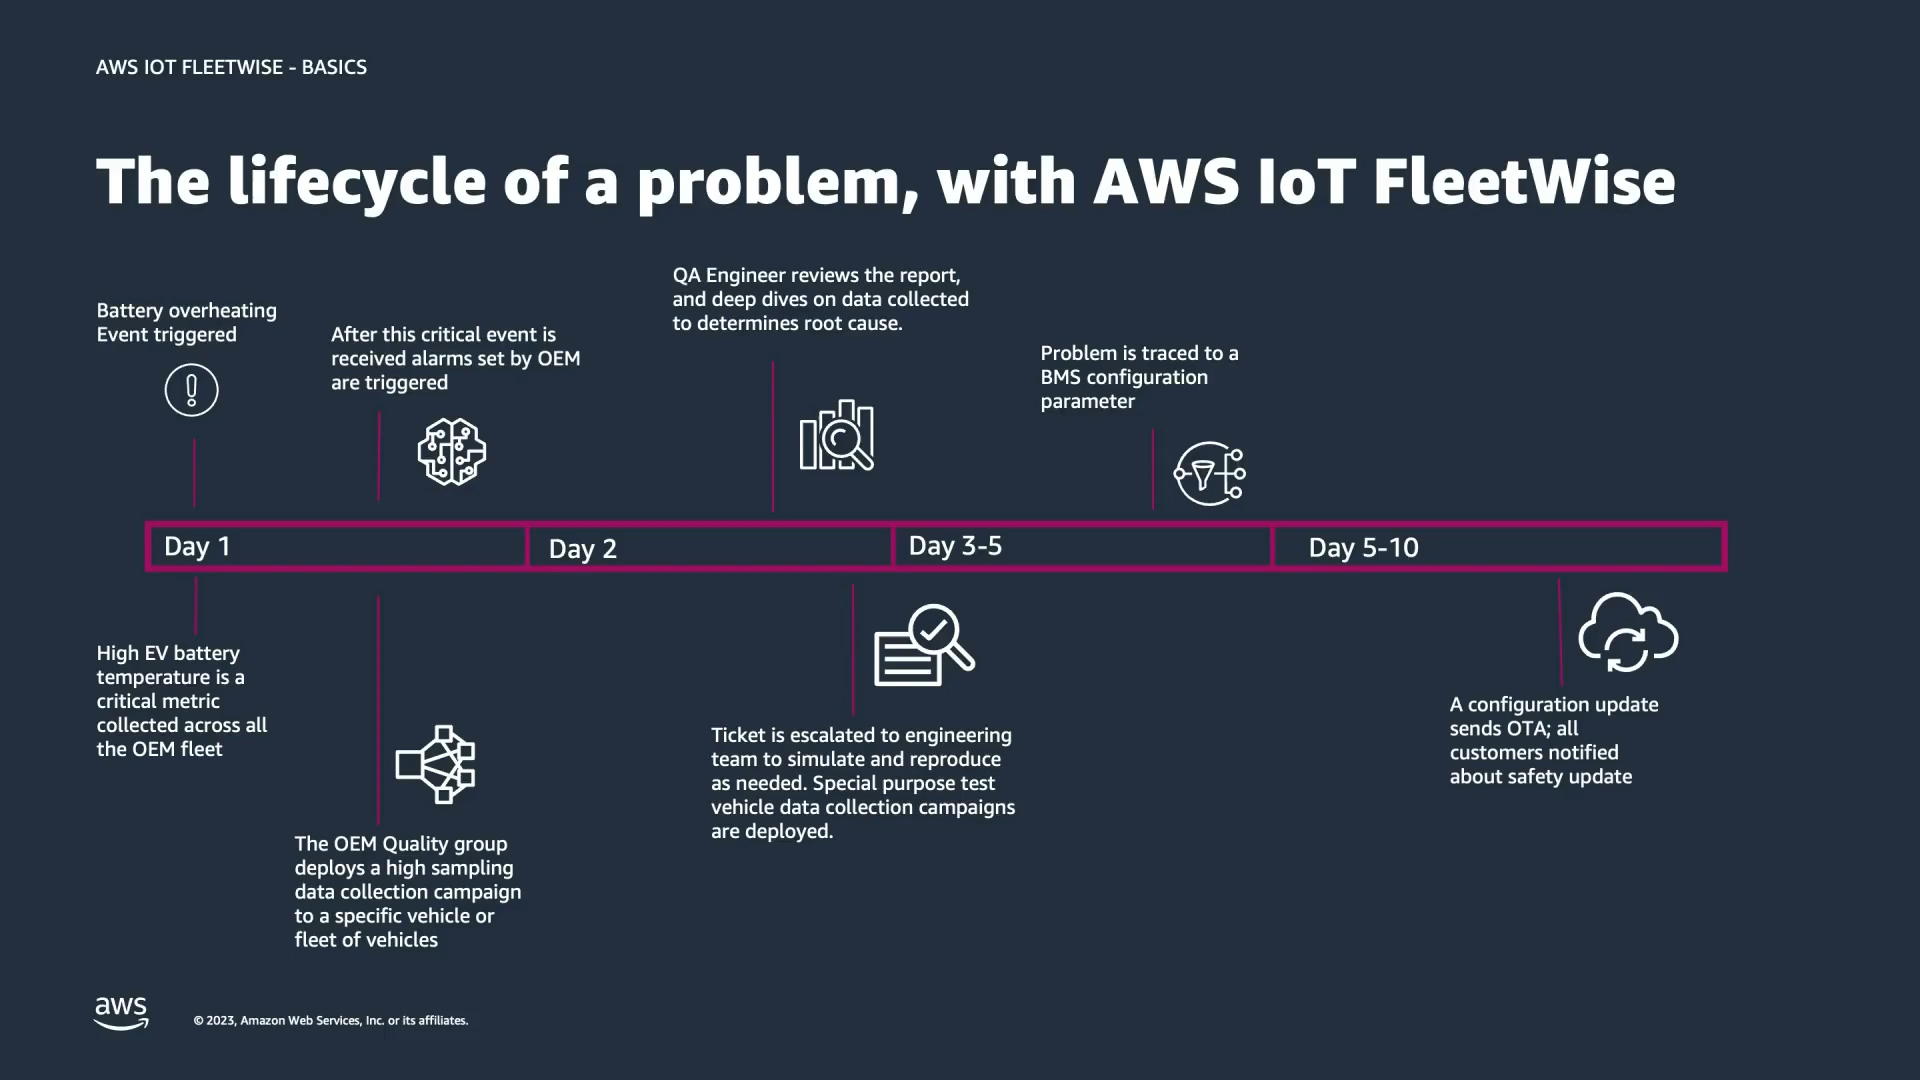 AWS IOT FLEETWISE - BASICS
The lifecycle of a problem, with AWS IoT FleetWise
Battery overheating
Event triggered
After this critical event is
received alarms set by OEM
are triggered
QA Engineer reviews the report,
and deep dives on data collected
to determines root cause.
Problem is traced to a
BMS configuration
parameter
Day 1
Day 2
Day 3-5
Day 5-10
High EV battery
temperature is a
critical metric
collected across all
the OEM fleet
The OEM Quality group
deploys a high sampling
data collection campaign
to a specific vehicle or
fleet of vehicles
Ticket is escalated to engineering
team to simulate and reproduce
as needed. Special purpose test
vehicle data collection campaigns
are deployed.
A configuration update
sends OTA; all
customers notified
about safety update
aws
© 2023, Amazon Web Services, Inc. or its affiliates.